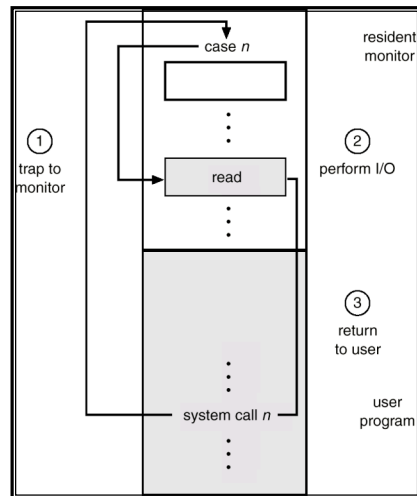 case n
resident
monitor
1
trap to
monitor
2
perform I/O
read
3
return
to user
system call n
user
program